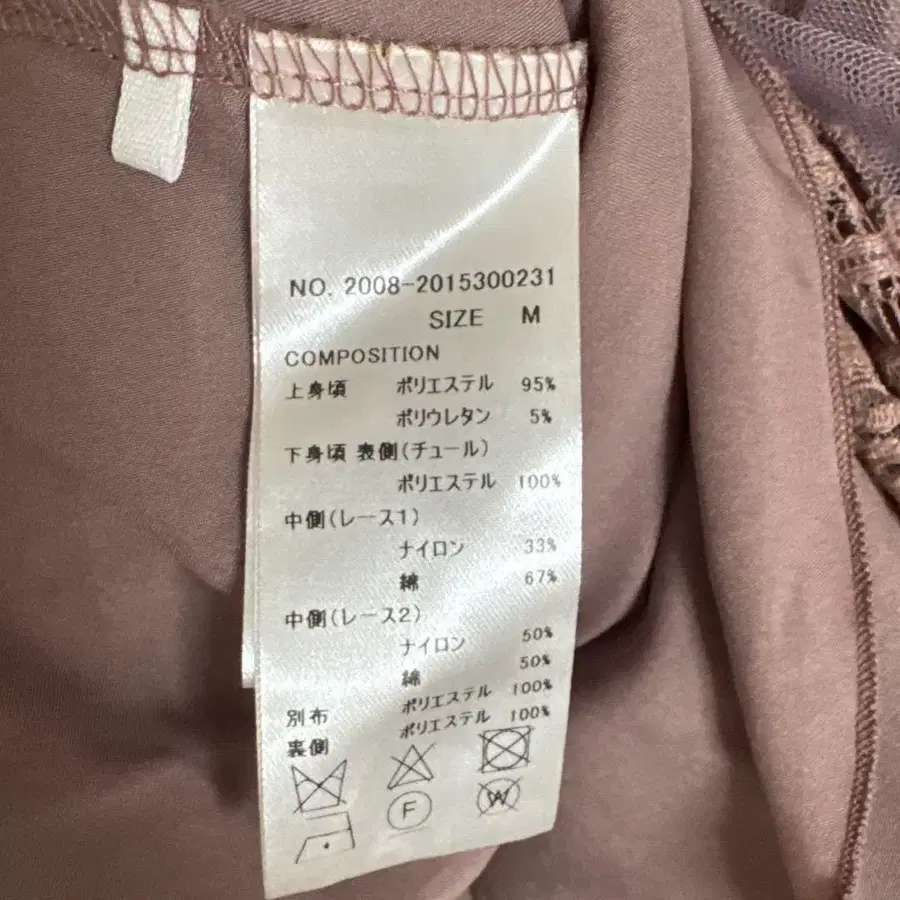 NO. 2008-2015300231
SIZE M
COMPOSITION
上身頃 ポリエステル 95%
ポリウレタン 5%
下身頃 表側(チュール)
ポリエステル 100%
中側(レース1)
ナイロン 33%
綿 67%
中側(レース2)
ナイロン 50%
綿 50%
別布 ポリエステル 100%
裏側 ポリエステル 100%
F W